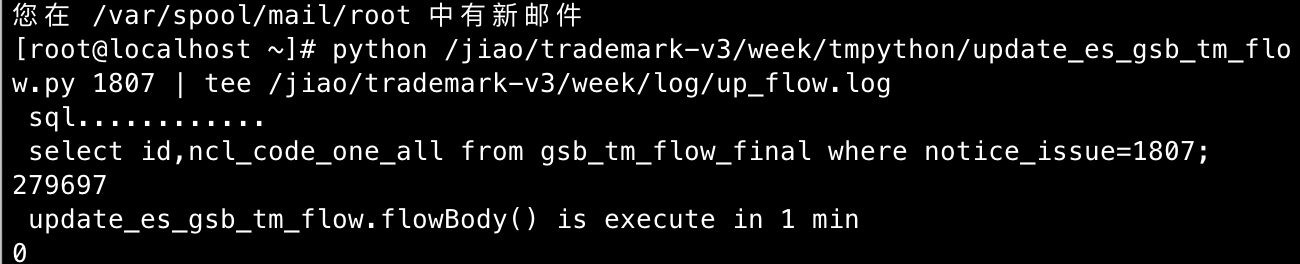 您在 /var/spool/mail/root 中有新邮件
[root@localhost ~]# python /jiao/trademark-v3/week/tmpython/update_es_gsb_tm_flo
w.py 1807 | tee /jiao/trademark-v3/week/log/up_flow.log
 sql............
 select id,ncl_code_one_all from gsb_tm_flow_final where notice_issue=1807;
279697
 update_es_gsb_tm_flow.flowBody() is execute in 1 min
0